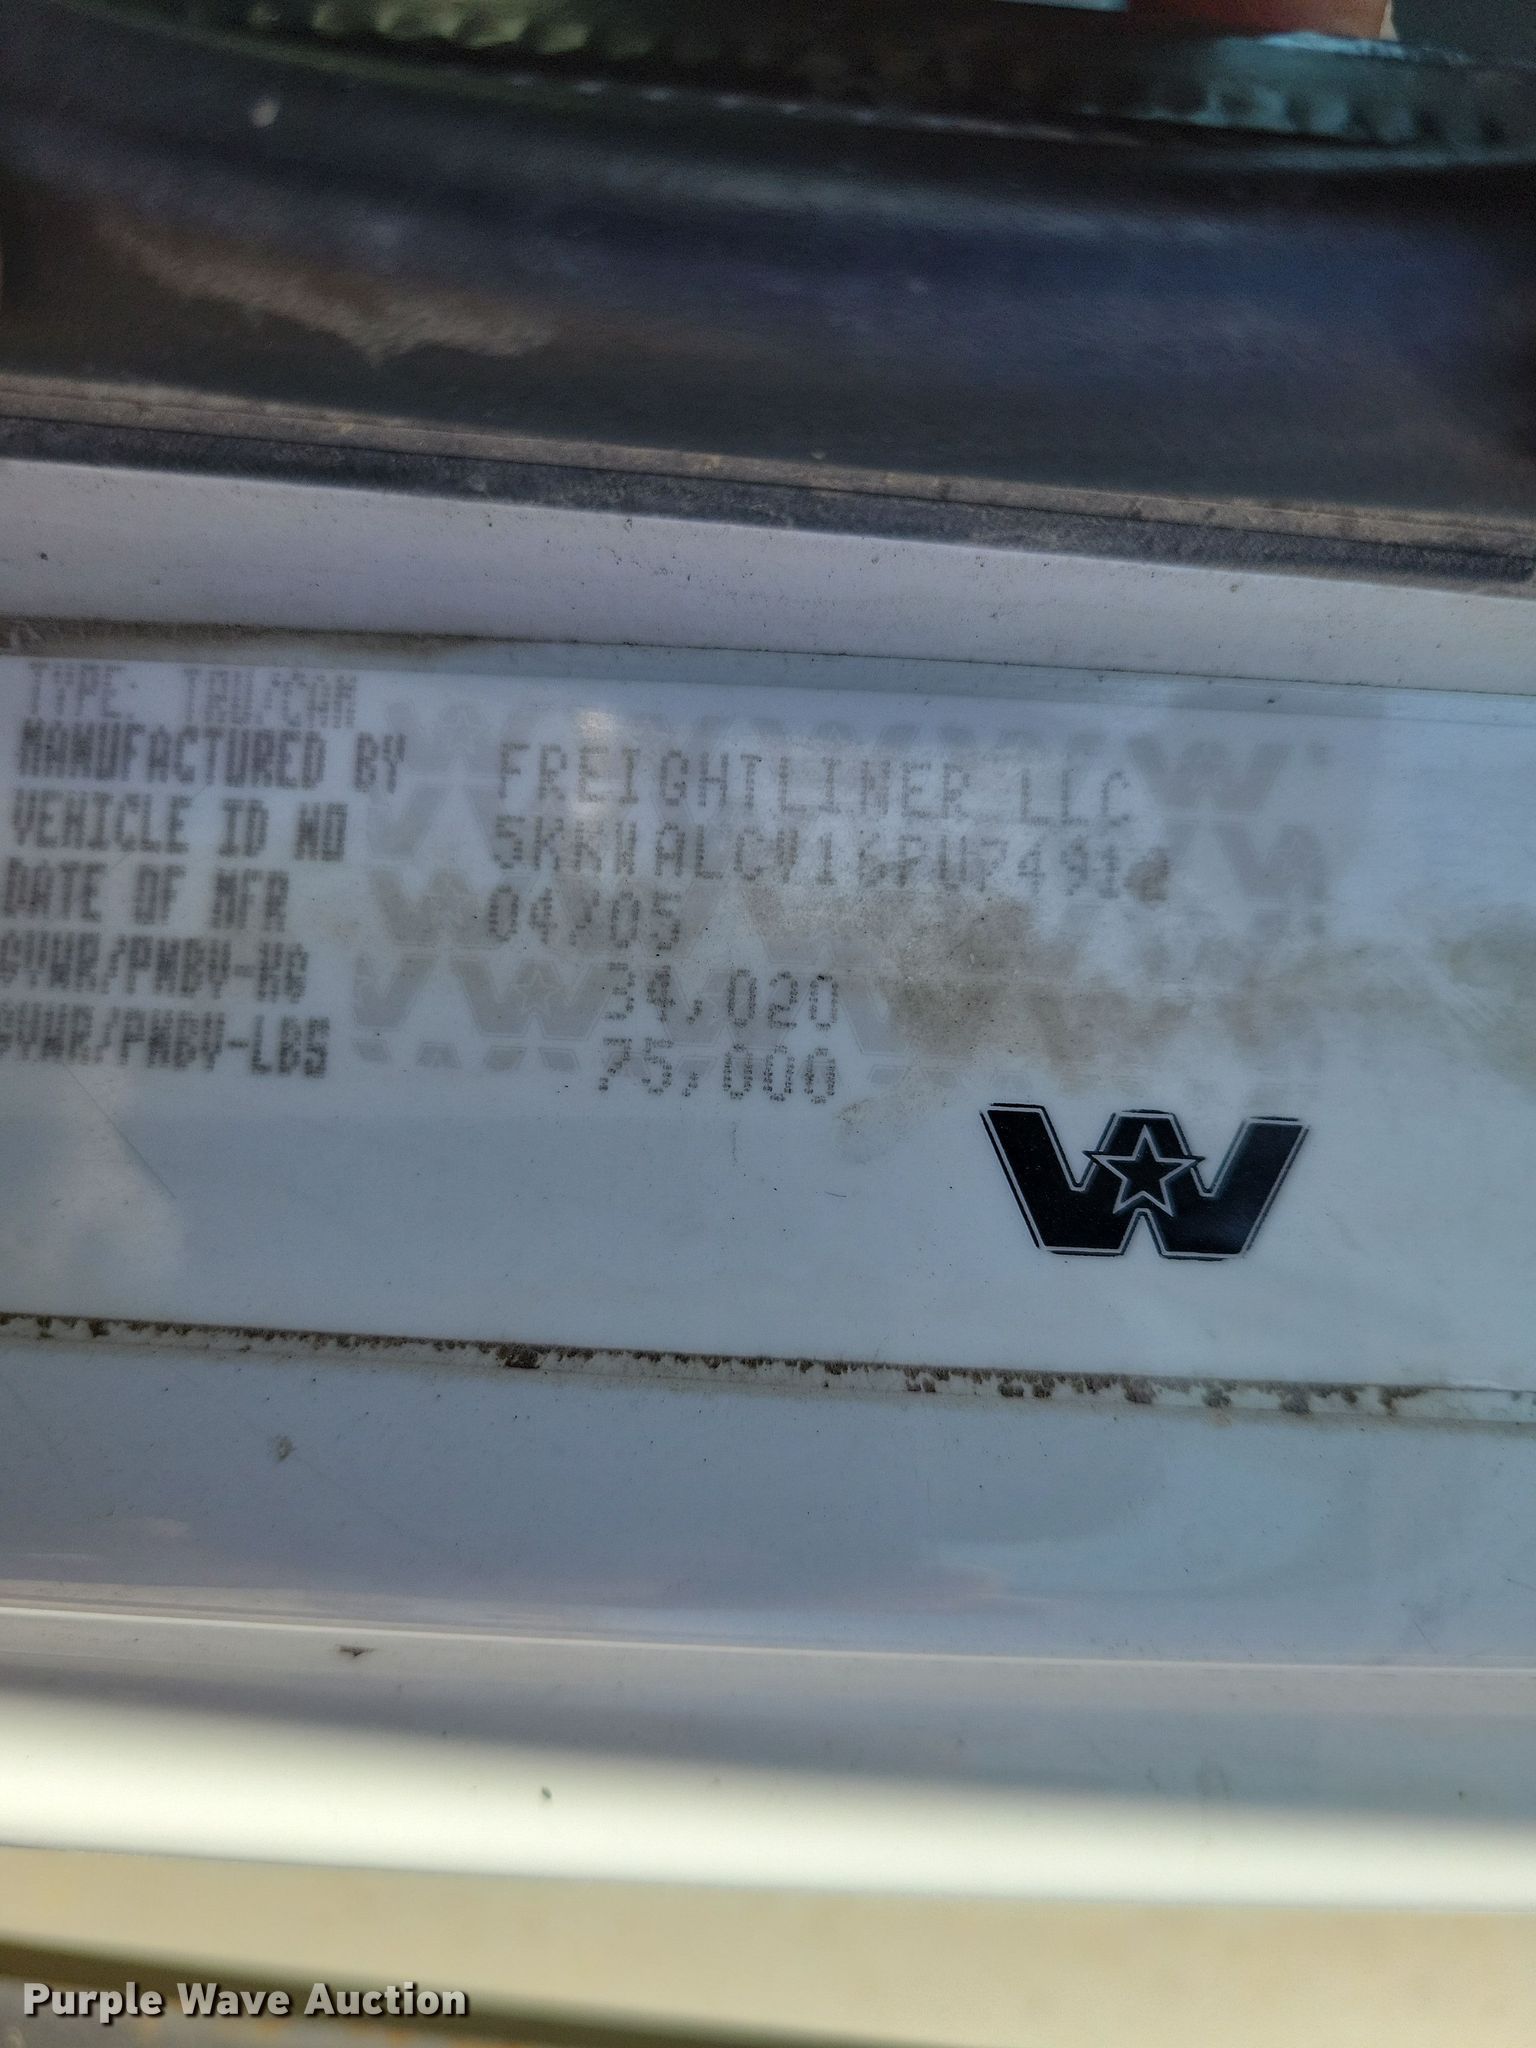 TYPE: TRU/CAM
MANUFACTURED BY FREIGHTLINER LLC
VEHICLE ID NO
DATE OF MFR 04/05
GVWR/PNBV-KG 34,020
GVWR/PNBV-LBS 75,000
W
Purple Wave Auction